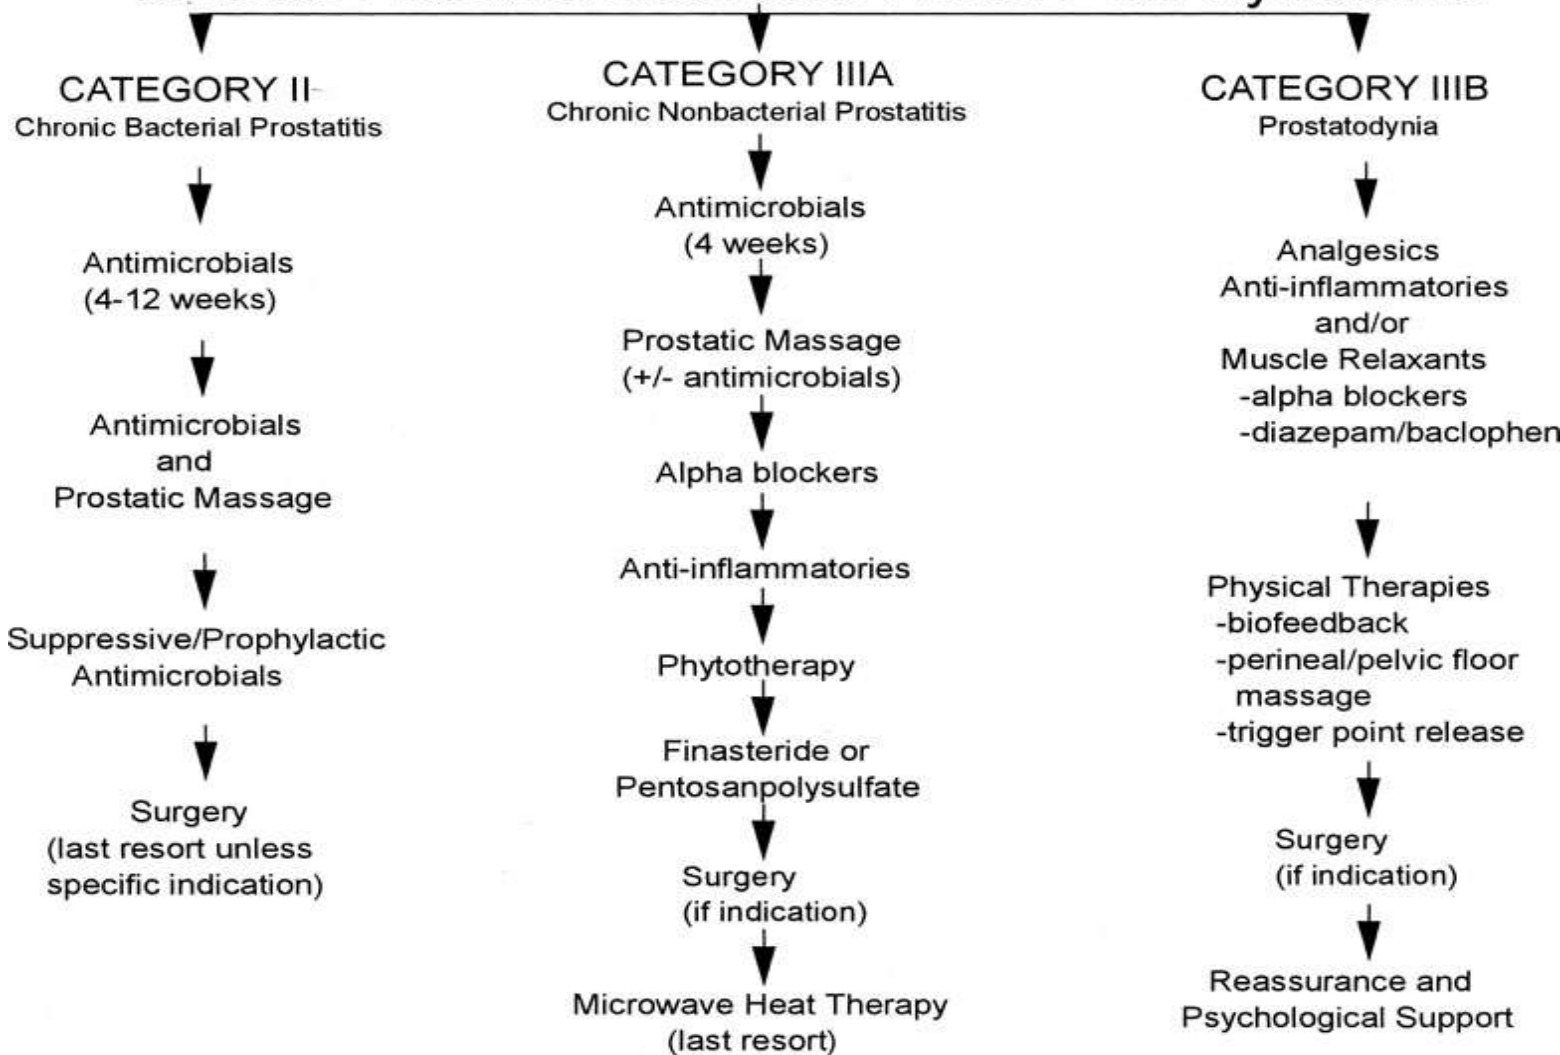 CATEGORY II
Chronic Bacterial Prostatitis
Antimicrobials
(4-12 weeks)
Antimicrobials
and
Prostatic Massage
Suppressive/Prophylactic
Antimicrobials
Surgery
(last resort unless
specific indication)
CATEGORY IIIA
Chronic Nonbacterial Prostatitis
Antimicrobials
(4 weeks)
Prostatic Massage
(+/- antimicrobials)
Alpha blockers
Anti-inflammatories
Phytotherapy
Finasteride or
Pentosanpolysulfate
Surgery
(if indication)
Microwave Heat Therapy
(last resort)
CATEGORY IIIB
Prostatodynia
Analgesics
Anti-inflammatories
and/or
Muscle Relaxants
-alpha blockers
-diazepam/baclophen
Physical Therapies
-biofeedback
-perineal/pelvic floor
massage
-trigger point release
Surgery
(if indication)
Reassurance and
Psychological Support